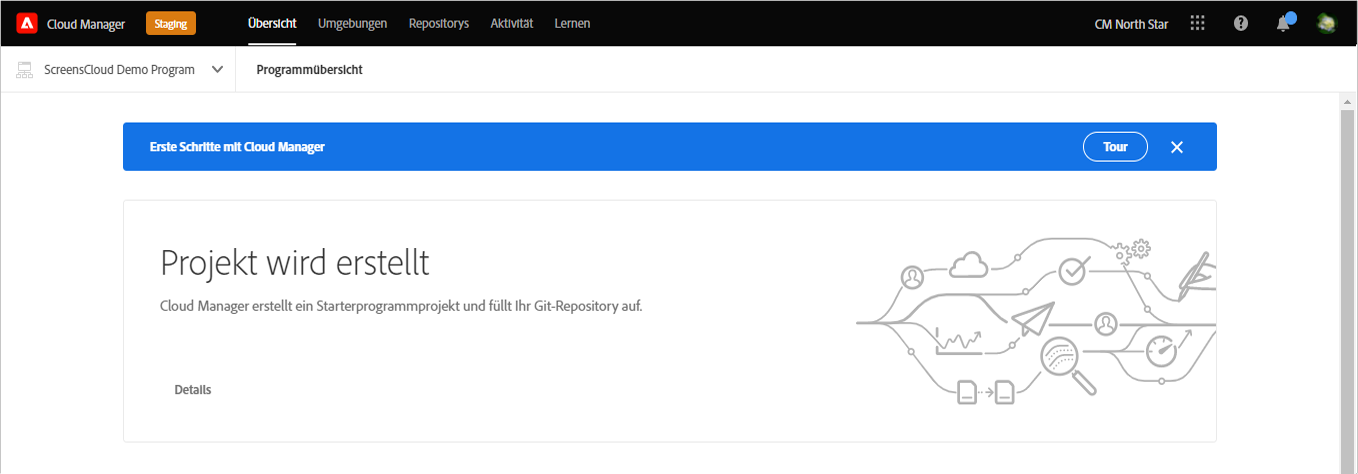 Cloud Manager Staging Übersicht Umgebungen Repositorys Aktivität Lernen CM North Star
ScreensCloud Demo Program Programmübersicht
Erste Schritte mit Cloud Manager Tour
Projekt wird erstellt
Cloud Manager erstellt ein Starterprogrammprojekt und füllt Ihr Git-Repository auf.
Details